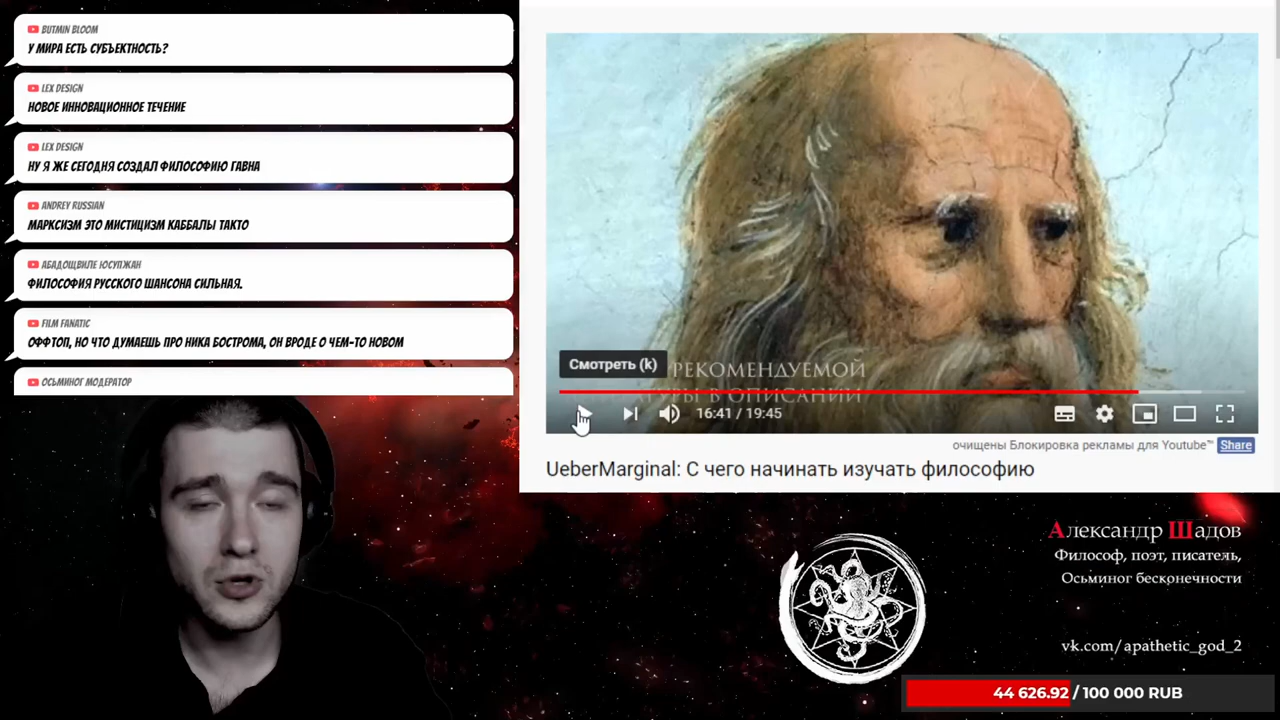 BUTMIN BLOOM
У МИРА ЕСТЬ СУБЪЕКТНОСТЬ?
LEX DESIGN
НОВОЕ ИННОВАЦИОННОЕ ТЕЧЕНИЕ
LEX DESIGN
НУ Я ЖЕ СЕГОДНЯ СОЗДАЛ ФИЛОСОФИЮ ГАВНА
ANDREY RUSSIAN
МАРКСИЗМ ЭТО МИСТИЦИЗМ КАББАЛЫ ТАКТО
АБАДОЩВИЛЕ ЮСУПЖАН
ФИЛОСОФИЯ РУССКОГО ШАНСОНА СИЛЬНАЯ.
FILM FANATIC
ОФФТОП, НО ЧТО ДУМАЕШЬ ПРО НИКА БОСТРОМА, ОН ВРОДЕ О ЧЕМ-ТО НОВОМ
ОСЬМИНОГ МОДЕРАТОР
Смотреть (k)
РЕКОМЕНДУЕМОЙ
РЫ В ОПИСАНИИ
16:41 / 19:45
очищены Блокировка рекламы для Youtube™ Share
UeberMarginal: С чего начинать изучать философию
Александр Шадов
Философ, поэт, писатель,
Осьминог бесконечности
vk.com/apathetic_god_2
44 626.92 / 100 000 RUB